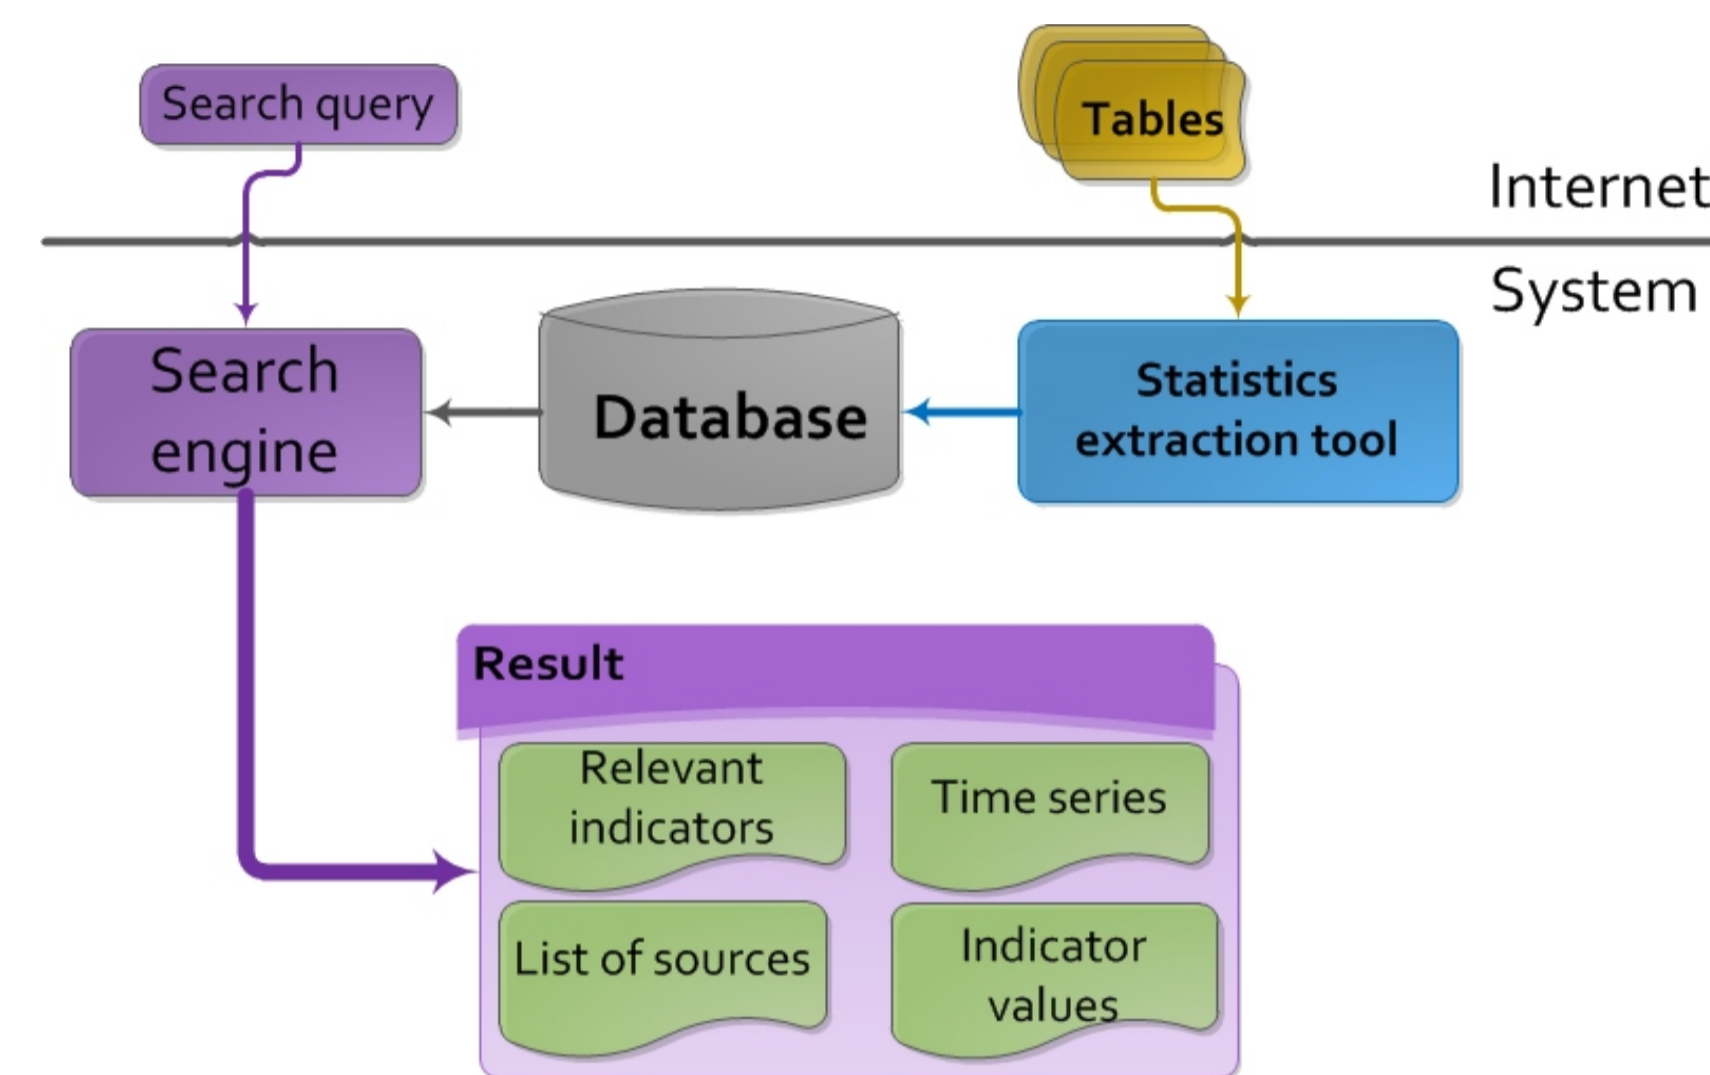 Search query
Tables
Internet
System
Search
engine
Database
Statistics
extraction tool
Result
Relevant
indicators
Time series
List of sources
Indicator
values